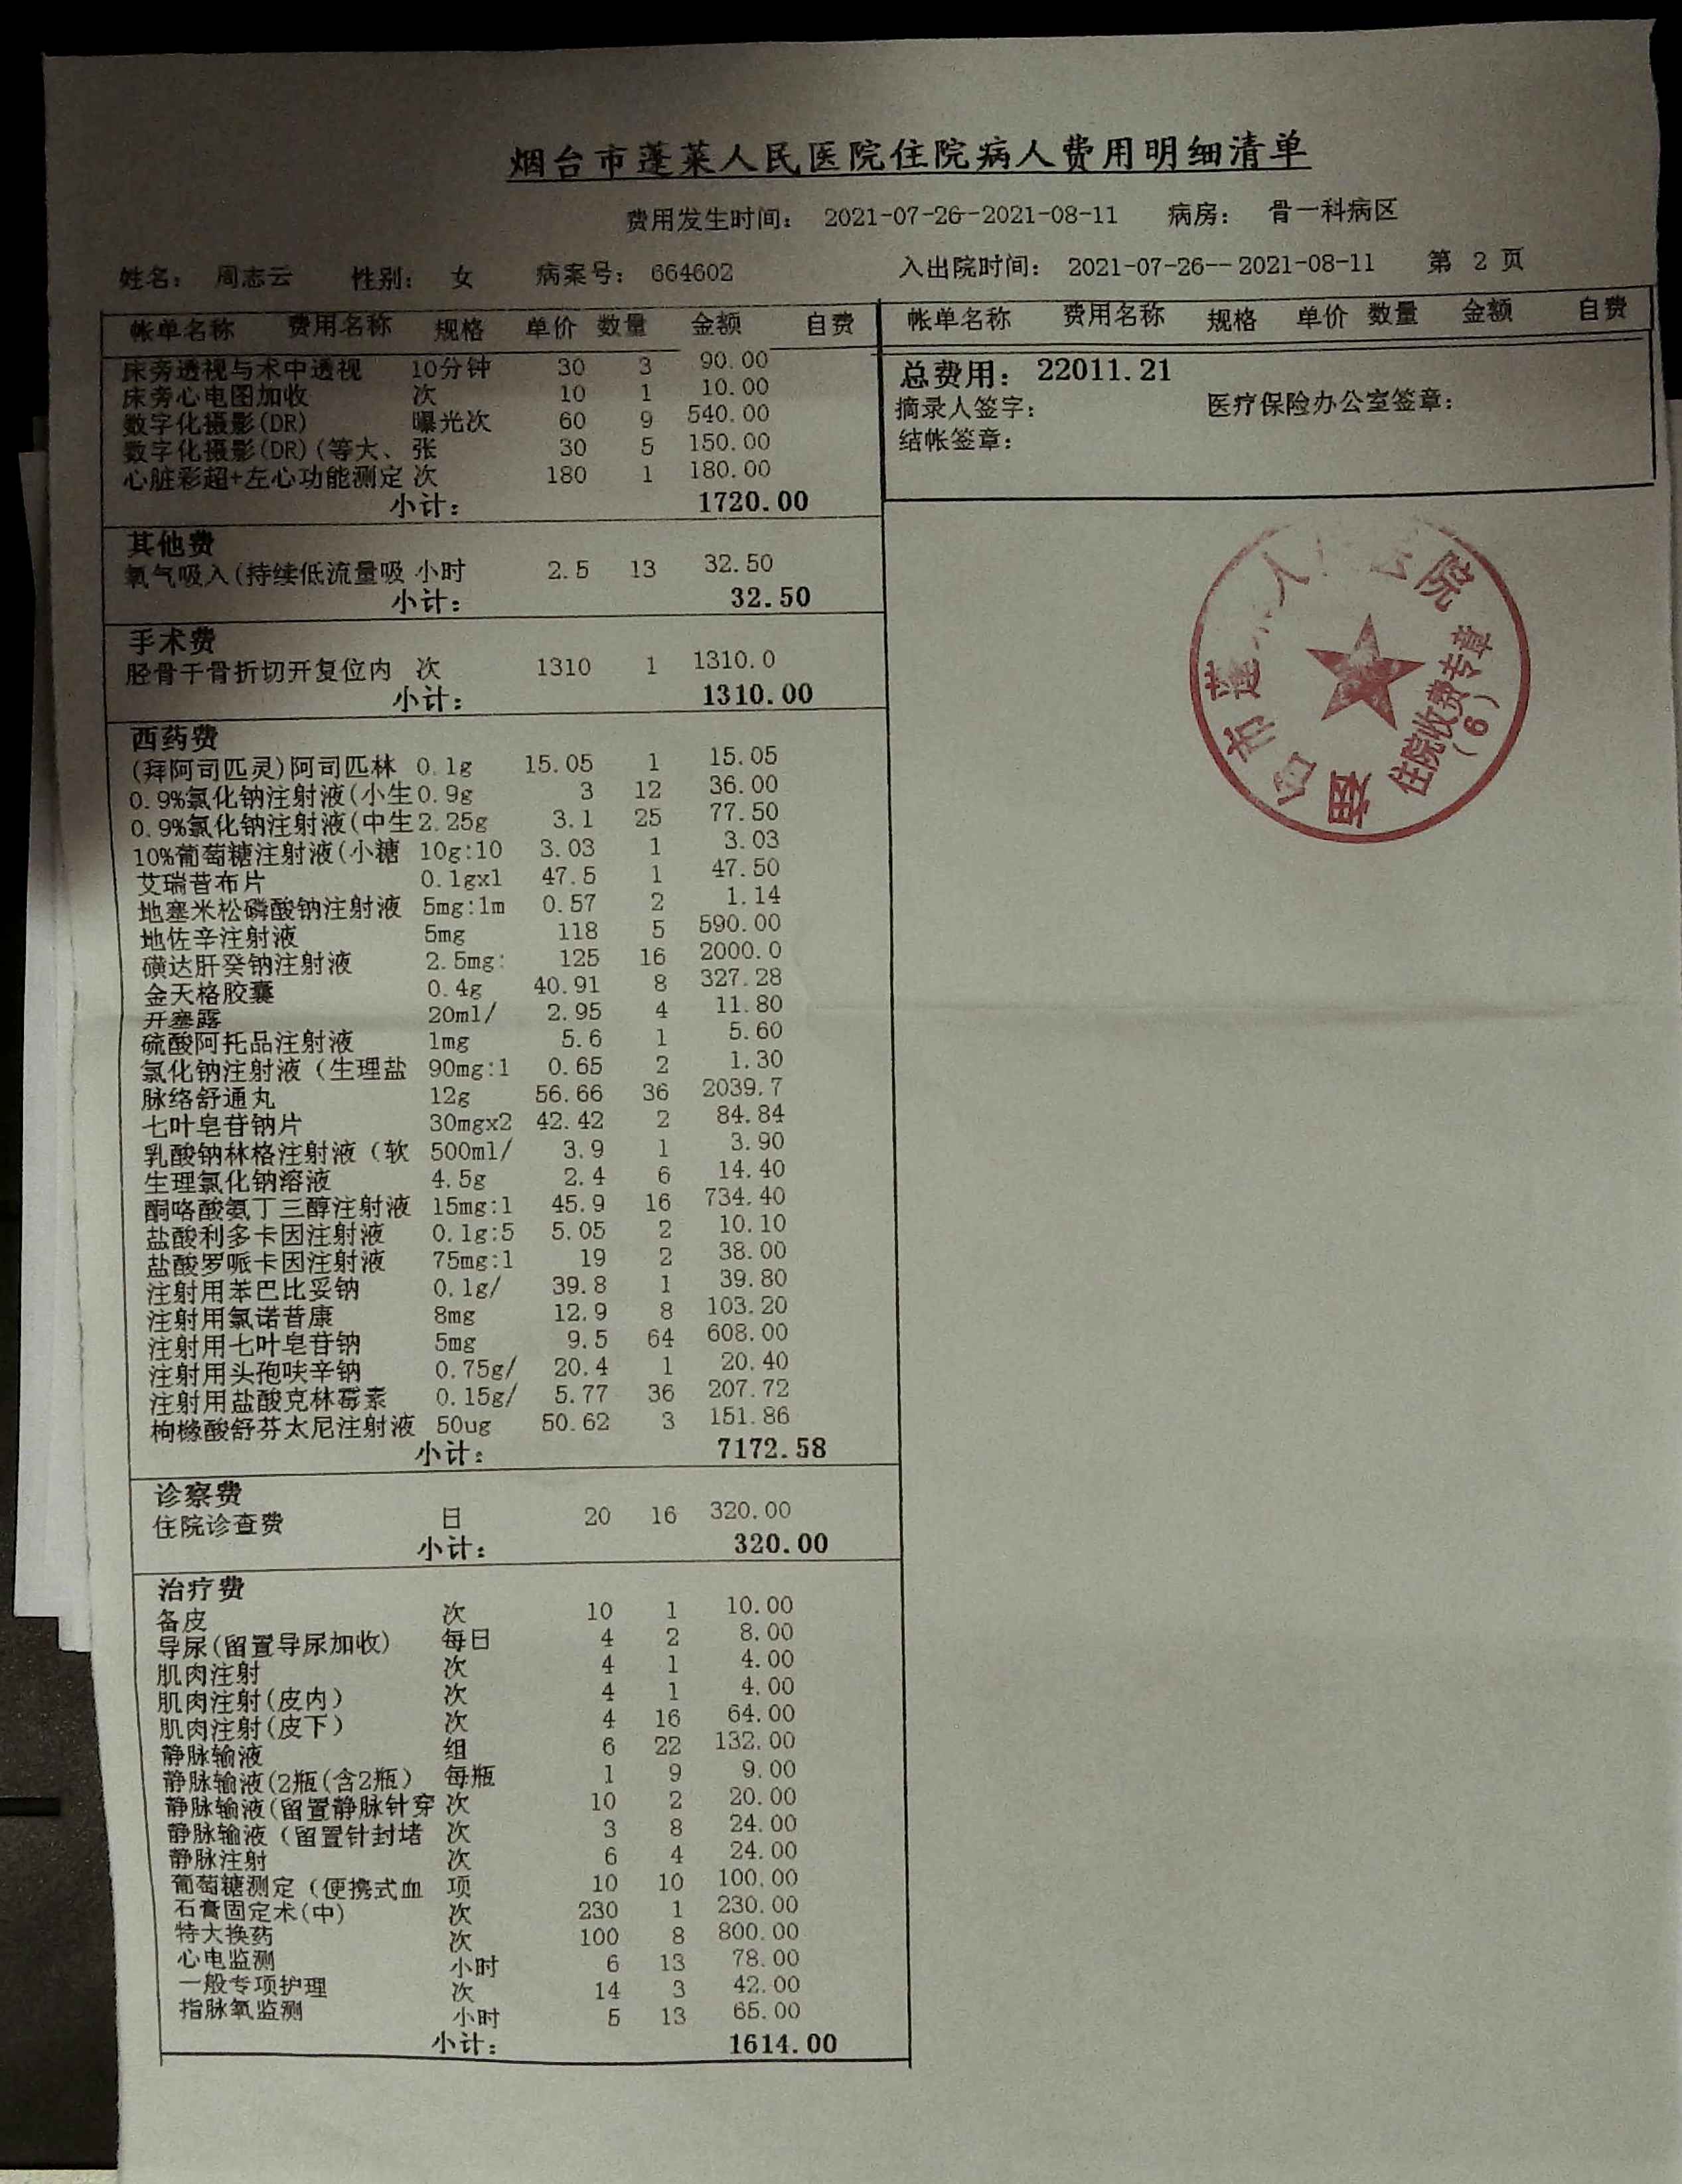 烟台市蓬莱人民医院住院病人费用明细清单
费用发生时间： 2021-07-26-2021-08-11 病房： 骨一科病区
姓名： 周志云 性别： 女 病案号： 664602 入出院时间： 2021-07-26--2021-08-11 第 2 页
帐单名称 费用名称 规格 单价 数量 金额 自费 帐单名称 费用名称 规格 单价 数量 金额 自费
床旁透视与术中透视 10分钟 30 3 90.00
床旁心电图加收 次 10 1 10.00
数字化摄影(DR) 曝光次 60 9 540.00
数字化摄影(DR)(等大、 张 30 5 150.00
心脏彩超+左心功能测定 次 180 1 180.00
小计： 1720.00
其他费
氧气吸入(持续低流量吸 小时 2.5 13 32.50
小计： 32.50
手术费
胫骨干骨折切开复位内 次 1310 1 1310.0
小计： 1310.00
西药费
(拜阿司匹灵)阿司匹林 0.1g 15.05 1 15.05
0.9%氯化钠注射液(小生 0.9g 3 12 36.00
0.9%氯化钠注射液(中生 2.25g 3.1 25 77.50
10%葡萄糖注射液(小糖 10g:10 3.03 1 3.03
艾瑞昔布片 0.1gx1 47.5 1 47.50
地塞米松磷酸钠注射液 5mg:1m 0.57 2 1.14
地佐辛注射液 5mg 118 5 590.00
磺达肝癸钠注射液 2.5mg: 125 16 2000.0
金天格胶囊 0.4g 40.91 8 327.28
开塞露 20ml/ 2.95 4 11.80
硫酸阿托品注射液 1mg 5.6 1 5.60
氯化钠注射液（生理盐 90mg:1 0.65 2 1.30
脉络舒通丸 12g 56.66 36 2039.7
七叶皂苷钠片 30mgx2 42.42 2 84.84
乳酸钠林格注射液（软 500ml/ 3.9 1 3.90
生理氯化钠溶液 4.5g 2.4 6 14.40
酮咯酸氨丁三醇注射液 15mg:1 45.9 16 734.40
盐酸利多卡因注射液 0.1g:5 5.05 2 10.10
盐酸罗哌卡因注射液 75mg:1 19 2 38.00
注射用苯巴比妥钠 0.1g/ 39.8 1 39.80
注射用氯诺昔康 8mg 12.9 8 103.20
注射用七叶皂苷钠 5mg 9.5 64 608.00
注射用头孢呋辛钠 0.75g/ 20.4 1 20.40
注射用盐酸克林霉素 0.15g/ 5.77 36 207.72
枸橼酸舒芬太尼注射液 50ug 50.62 3 151.86
小计： 7172.58
诊察费
住院诊查费 日 20 16 320.00
小计： 320.00
治疗费
备皮 次 10 1 10.00
导尿(留置导尿加收) 每日 4 2 8.00
肌肉注射 次 4 1 4.00
肌肉注射(皮内) 次 4 1 4.00
肌肉注射(皮下) 次 4 16 64.00
静脉输液 组 6 22 132.00
静脉输液(2瓶(含2瓶) 每瓶 1 9 9.00
静脉输液(留置静脉针穿 次 10 2 20.00
静脉输液（留置针封堵 次 3 8 24.00
静脉注射 次 6 4 24.00
葡萄糖测定（便携式血 项 10 10 100.00
石膏固定术(中) 次 230 1 230.00
特大换药 次 100 8 800.00
心电监测 小时 6 13 78.00
一般专项护理 次 14 3 42.00
指脉氧监测 小时 5 13 65.00
小计： 1614.00
总费用： 22011.21
摘录人签字： 医疗保险办公室签章：
结帐签章：
烟台市蓬莱人民医院
住院收费专章
(6)